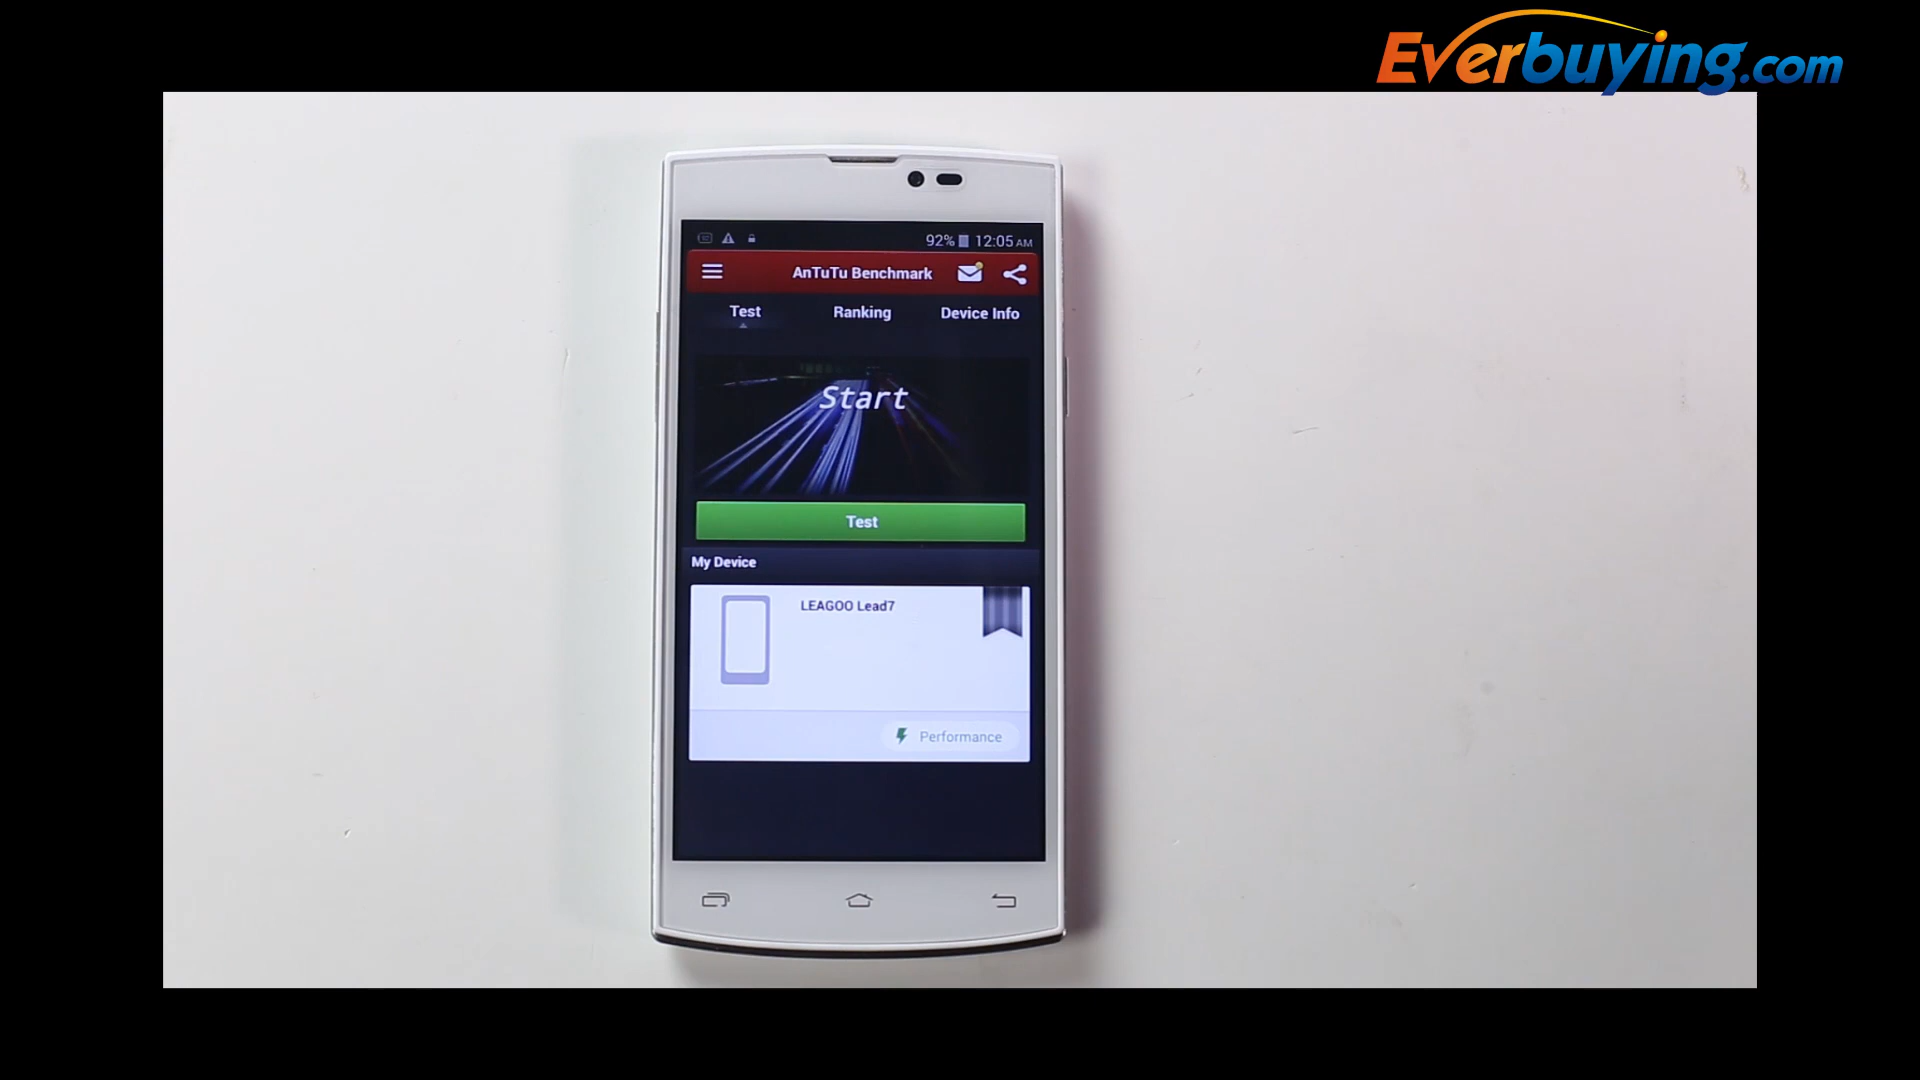 Everbuying.com
92% 12:05 AM
AnTuTu Benchmark
Test Ranking Device Info
Start
Test
My Device
LEAGOO Lead7
Performance